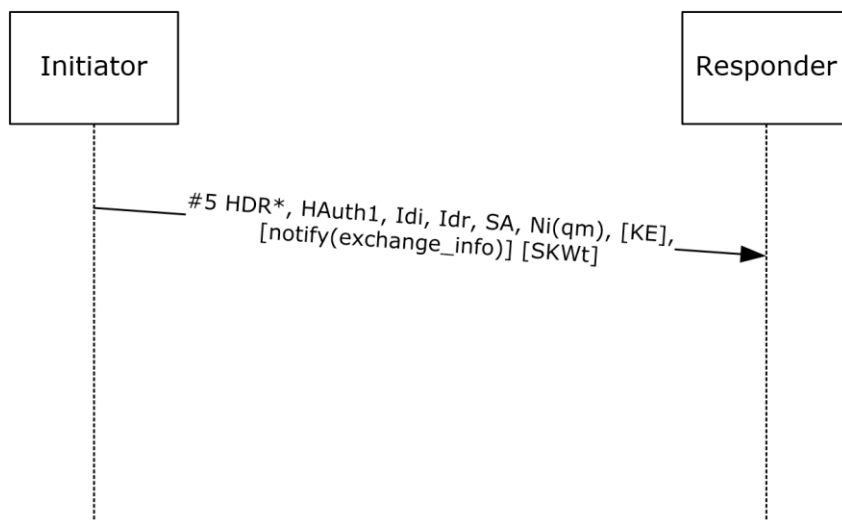 Initiator
Responder
#5 HDR*, HAuth1, Idi, Idr, SA, Ni(qm), [KE],
[notify(exchange_info)] [SKWt]